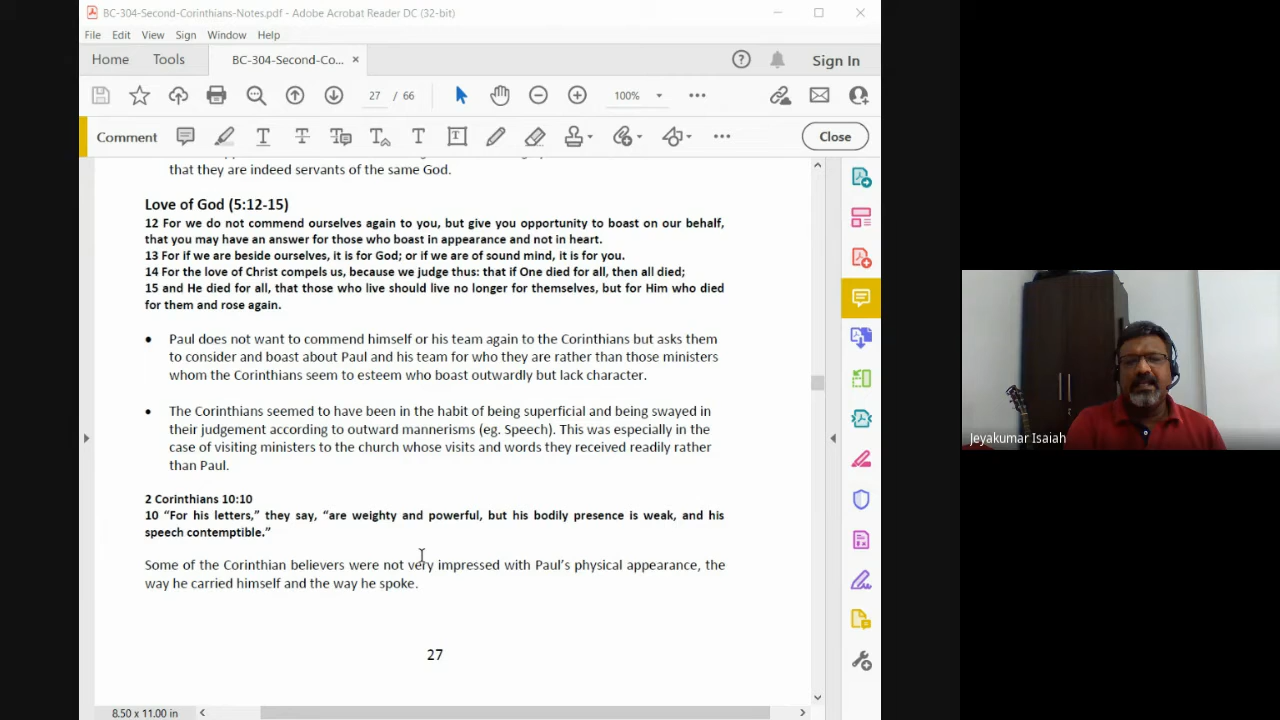 BC-304-Second-Corinthians-Notes.pdf - Adobe Acrobat Reader DC (32-bit)
File Edit View Sign Window Help
Home Tools BC-304-Second-Co... × Sign In
27 / 66 100%
Comment Close
that they are indeed servants of the same God.
Love of God (5:12-15)
12 For we do not commend ourselves again to you, but give you opportunity to boast on our behalf,
that you may have an answer for those who boast in appearance and not in heart.
13 For if we are beside ourselves, it is for God; or if we are of sound mind, it is for you.
14 For the love of Christ compels us, because we judge thus: that if One died for all, then all died;
15 and He died for all, that those who live should live no longer for themselves, but for Him who died
for them and rose again.
• Paul does not want to commend himself or his team again to the Corinthians but asks them
to consider and boast about Paul and his team for who they are rather than those ministers
whom the Corinthians seem to esteem who boast outwardly but lack character.
• The Corinthians seemed to have been in the habit of being superficial and being swayed in
their judgement according to outward mannerisms (eg. Speech). This was especially in the
case of visiting ministers to the church whose visits and words they received readily rather
than Paul.
2 Corinthians 10:10
10 “For his letters,” they say, “are weighty and powerful, but his bodily presence is weak, and his
speech contemptible.”
Some of the Corinthian believers were not very impressed with Paul’s physical appearance, the
way he carried himself and the way he spoke.
27
8.50 x 11.00 in
Jeyakumar Isaiah